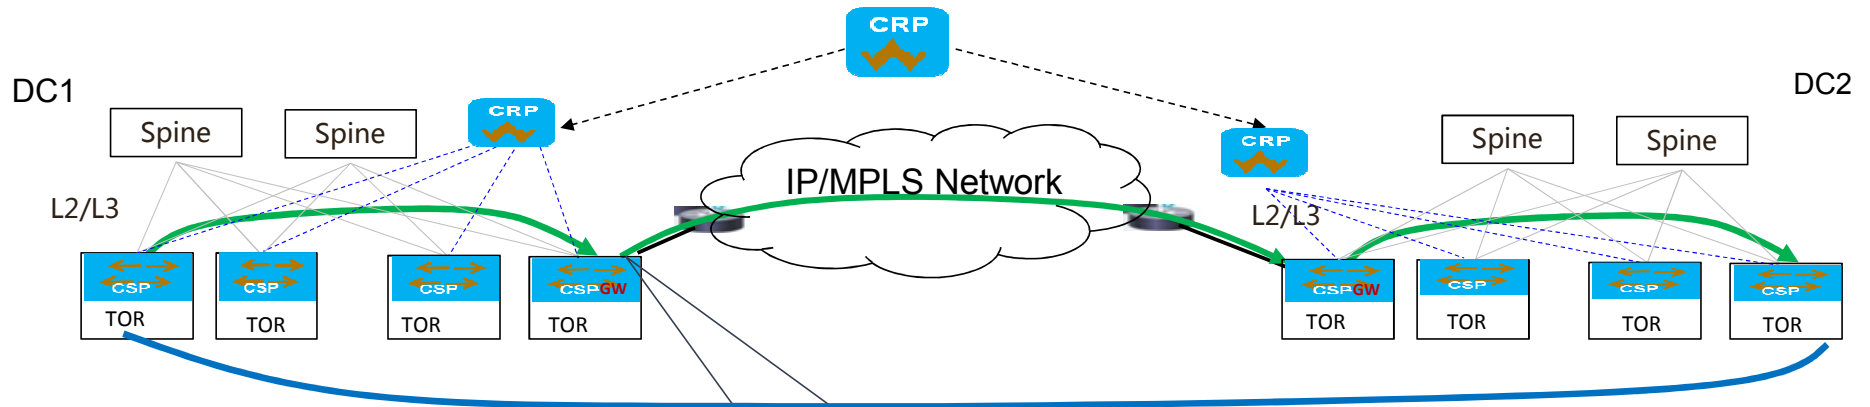 CRP
DC1
DC2
CRP
Spine
Spine
CRP
Spine
Spine
IP/MPLS Network
L2/L3
L2/L3
CSP
CSP
CSP
CSPGW
CSPGW
CSP
CSP
CSP
TOR
TOR
TOR
TOR
TOR
TOR
TOR
TOR